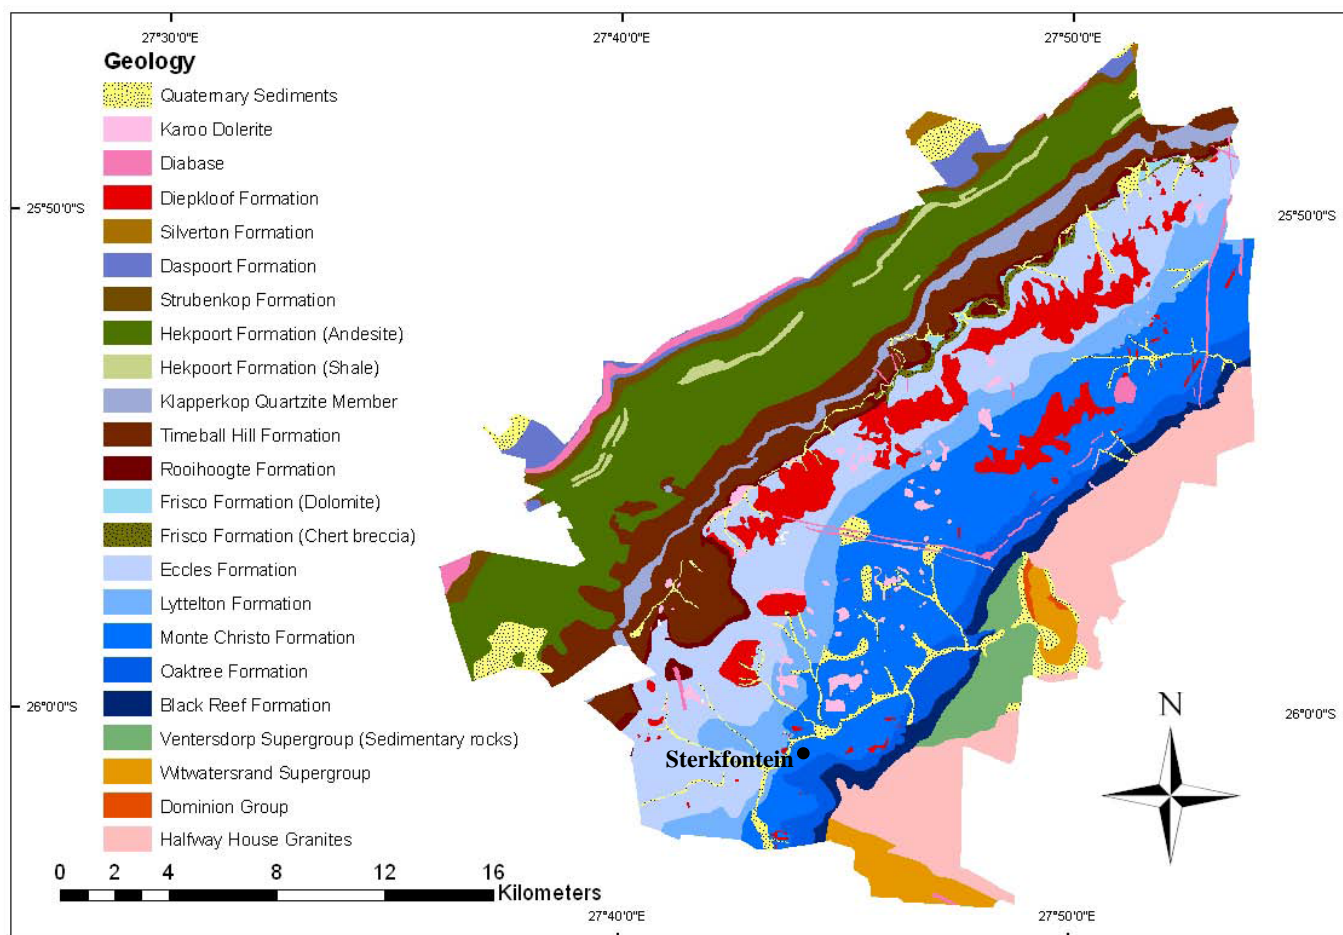 27°30'0"E
27°40'0"E
27°50'0"E
Geology
Quaternary Sediments
Karoo Dolerite
Diabase
Diepkloof Formation
Silverton Formation
Daspoort Formation
Strubenkop Formation
Hekpoort Formation (Andesite)
Hekpoort Formation (Shale)
Klapperkop Quartzite Member
Timeball Hill Formation
Rooihoogte Formation
Frisco Formation (Dolomite)
Frisco Formation (Chert breccia)
Eccles Formation
Lyttelton Formation
Monte Christo Formation
Oaktree Formation
Black Reef Formation
Ventersdorp Supergroup (Sedimentary rocks)
Witwatersrand Supergroup
Dominion Group
Halfway House Granites
25°50'0"S
25°50'0"S
26°0'0"S
26°0'0"S
Sterkfontein
N
0 2 4 8 12 16
Kilometers
27°40'0"E
27°50'0"E